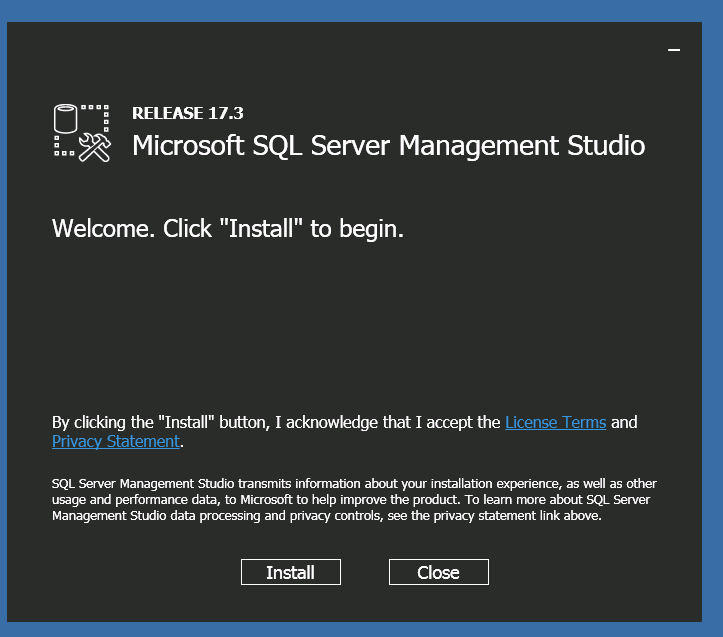 RELEASE 17.3
Microsoft SQL Server Management Studio
Welcome. Click "Install" to begin.
By clicking the "Install" button, I acknowledge that I accept the License Terms and
Privacy Statement.
SQL Server Management Studio transmits information about your installation experience, as well as other
usage and performance data, to Microsoft to help improve the product. To learn more about SQL Server
Management Studio data processing and privacy controls, see the privacy statement link above.
Install
Close